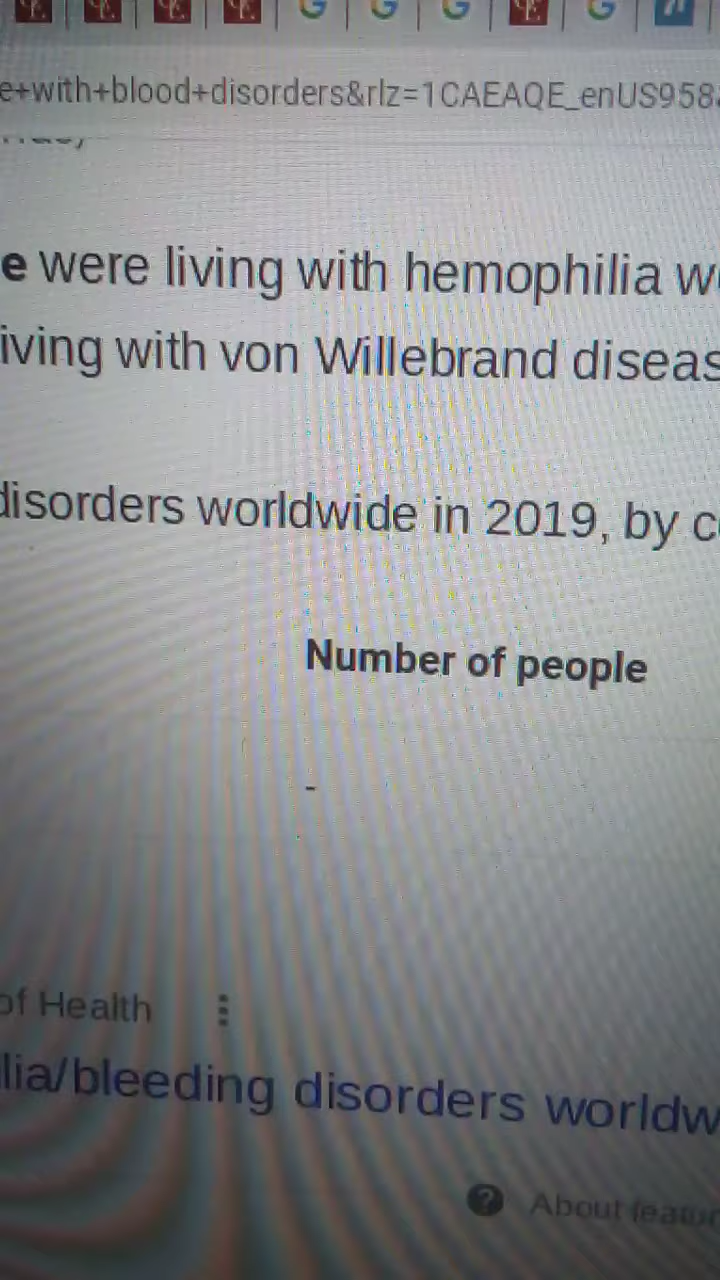 e+with+blood+disorders&rlz=1CAEAQE_enUS958
e were living with hemophilia w
iving with von Willebrand diseas
disorders worldwide in 2019, by c
Number of people
-
of Health
lia/bleeding disorders worldw
About featu